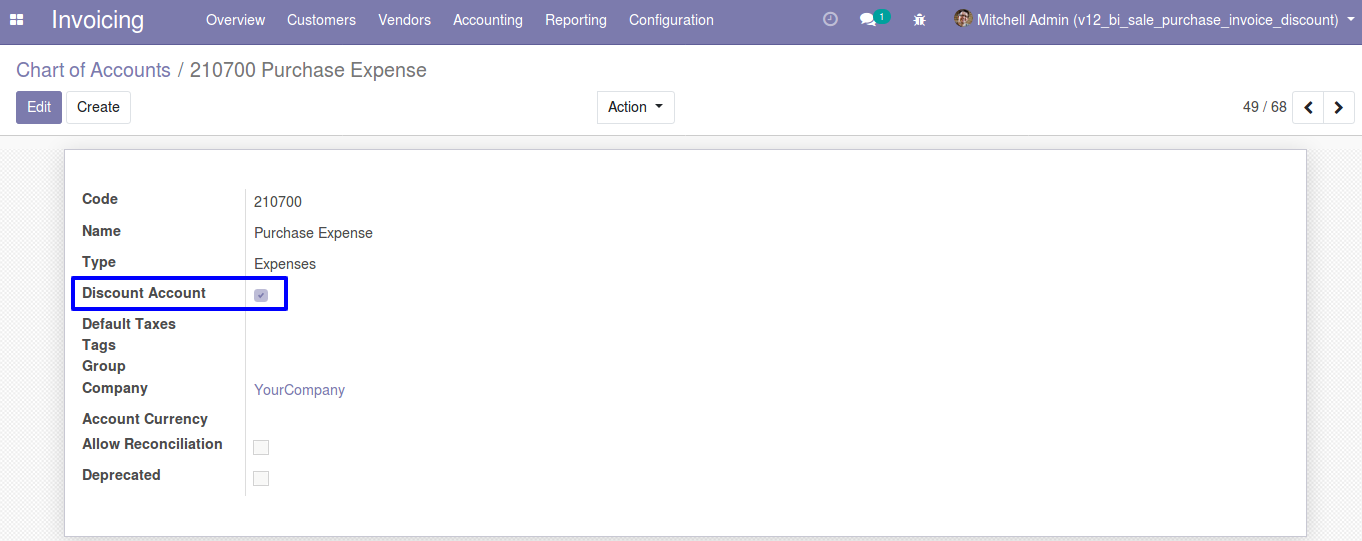 Invoicing Overview Customers Vendors Accounting Reporting Configuration 1 Mitchell Admin (v12_bi_sale_purchase_invoice_discount)
Chart of Accounts / 210700 Purchase Expense
Edit Create Action 49 / 68
Code 210700
Name Purchase Expense
Type Expenses
Discount Account
Default Taxes
Tags
Group
Company YourCompany
Account Currency
Allow Reconciliation
Deprecated